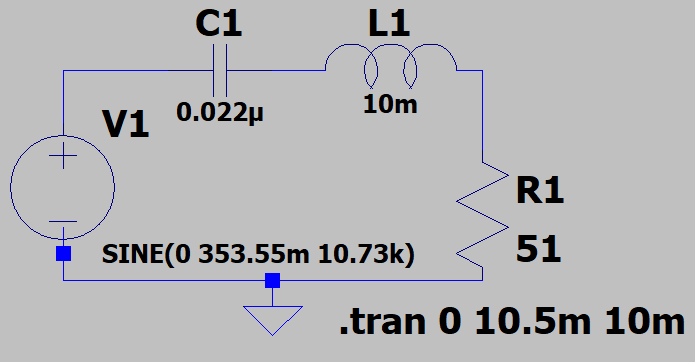 C1
L1
0.022µ
10m
V1
+
R1
51
SINE(0 353.55m 10.73k)
.tran 0 10.5m 10m